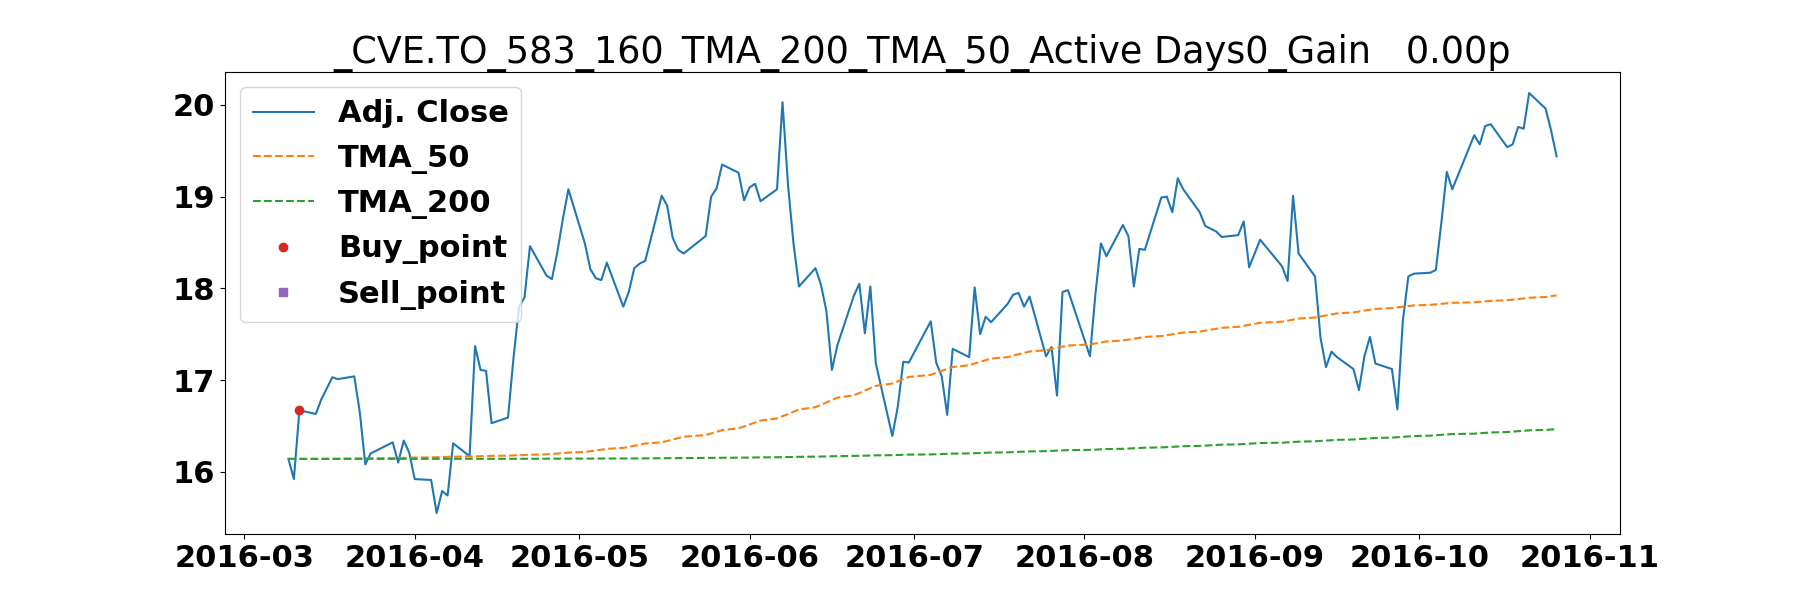 _CVE.TO_583_160_TMA_200_TMA_50_Active Days0_Gain   0.00p
Adj. Close
TMA_50
TMA_200
Buy_point
Sell_point
20
19
18
17
16
2016-03 2016-04 2016-05 2016-06 2016-07 2016-08 2016-09 2016-10 2016-11